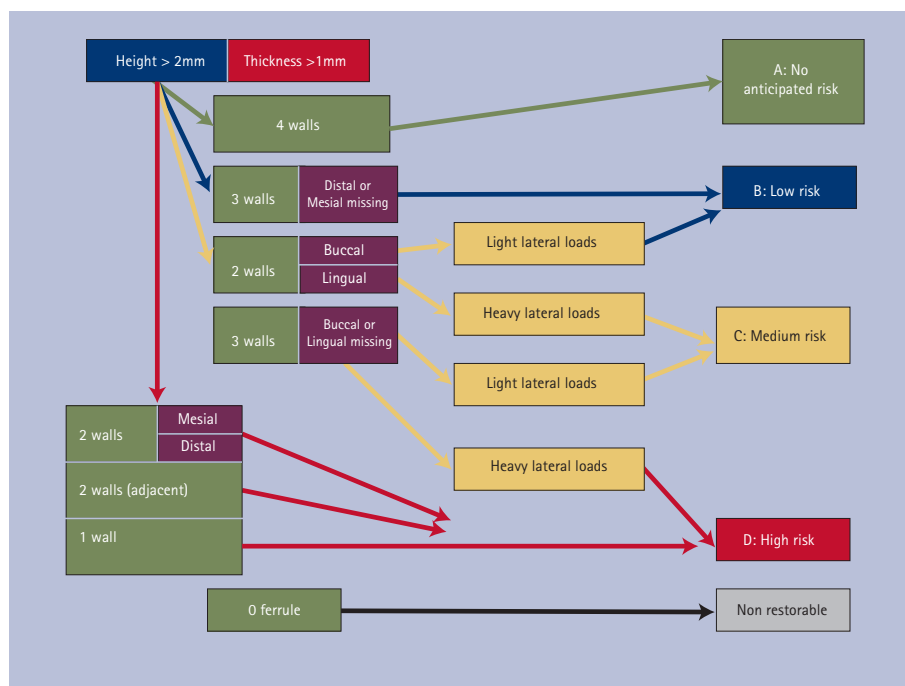 Height > 2mm
Thickness >1mm
A: No
anticipated risk
4 walls
3 walls
Distal or
Mesial missing
B: Low risk
2 walls
Buccal
Lingual
Light lateral loads
Heavy lateral loads
3 walls
Buccal or
Lingual missing
C: Medium risk
Light lateral loads
2 walls
Mesial
Distal
Heavy lateral loads
2 walls (adjacent)
1 wall
D: High risk
0 ferrule
Non restorable